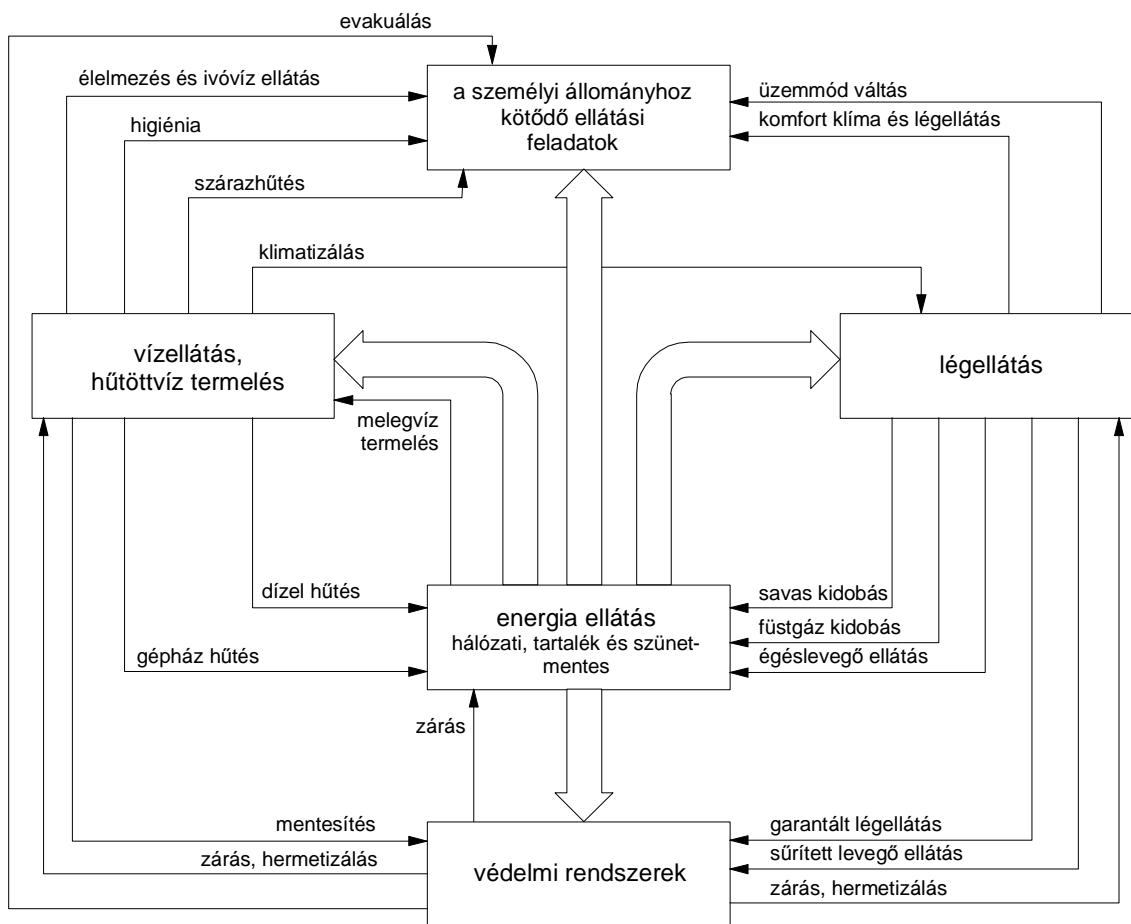 evakuálás
élelmezés és ivóvíz ellátás
a személyi állományhoz
kötődő ellátási
feladatok
üzemmód váltás
higiénia
komfort klíma és légellátás
szárazhűtés
klimatizálás
vízellátás,
hűtöttvíz termelés
légellátás
melegvíz
termelés
dízel hűtés
energia ellátás
hálózati, tartalék és szünet-
mentes
savas kidobás
füstgáz kidobás
gépház hűtés
égéslevegő ellátás
zárás
mentesítés
zárás, hermetizálás
védelmi rendszerek
garantált légellátás
sűrített levegő ellátás
zárás, hermetizálás